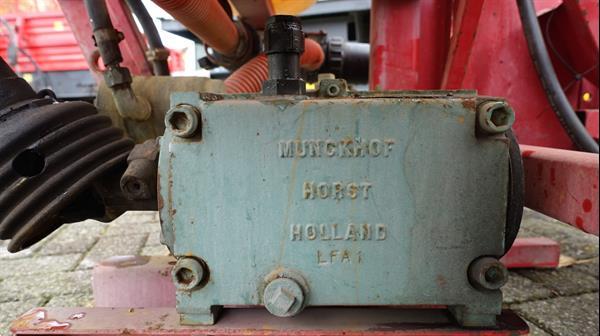 MUNCKHOF
HORST
HOLLAND
LFA1